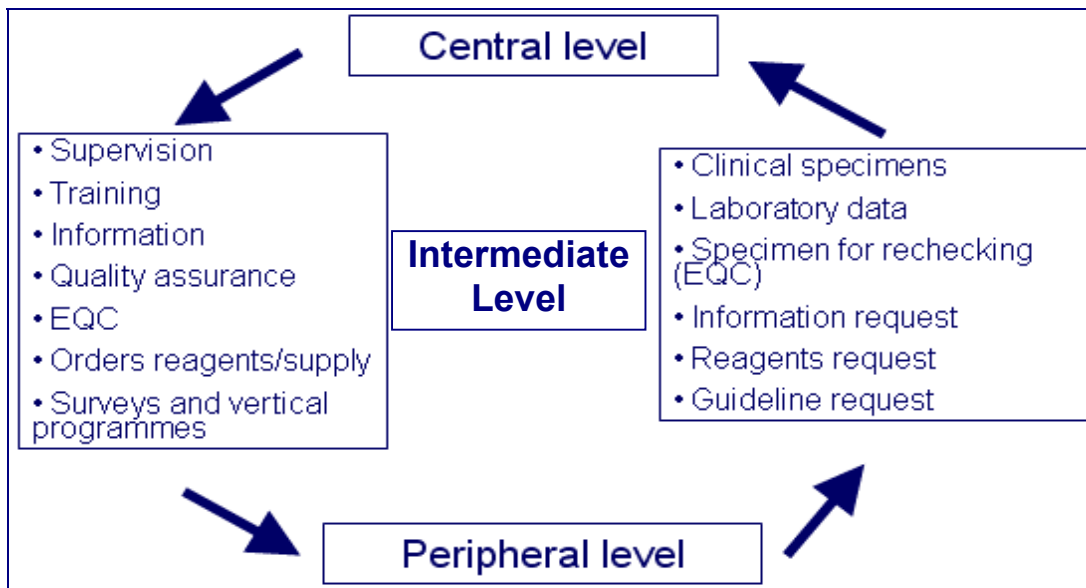 Central level
• Supervision
• Training
• Information
• Quality assurance
• EQC
• Orders reagents/supply
• Surveys and vertical
programmes
Intermediate
Level
• Clinical specimens
• Laboratory data
• Specimen for rechecking
(EQC)
• Information request
• Reagents request
• Guideline request
Peripheral level